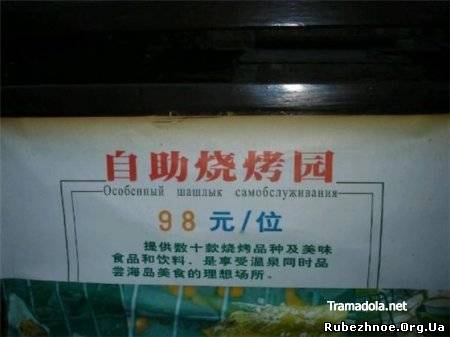 自助烧烤园
Особенный шашлык самобслуживания
98 元/位
提供数十款烧烤品种及美味
食品和饮料，是享受温泉同时品
尝海岛美食的理想场所。
Tramadola.net
Rubezhnoe.Org.Ua